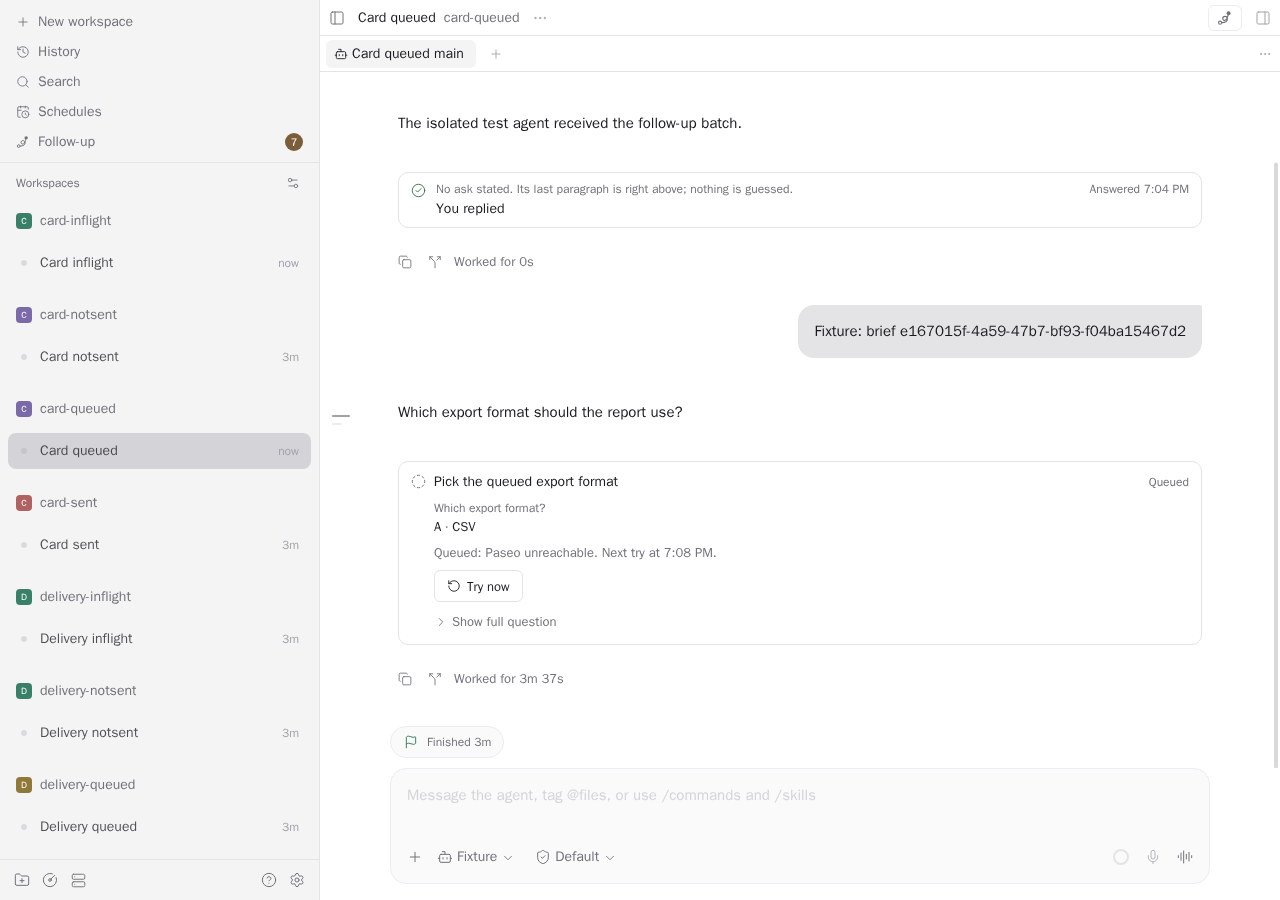 New workspace
History
Search
Schedules
Follow-up 7
Workspaces
C card-inflight
Card inflight now
C card-notsent
Card notsent 3m
C card-queued
Card queued now
C card-sent
Card sent 3m
D delivery-inflight
Delivery inflight 3m
D delivery-notsent
Delivery notsent 3m
D delivery-queued
Delivery queued 3m
Card queued card-queued
Card queued main
The isolated test agent received the follow-up batch.
No ask stated. Its last paragraph is right above; nothing is guessed. Answered 7:04 PM
You replied
Worked for 0s
Fixture: brief e167015f-4a59-47b7-bf93-f04ba15467d2
Which export format should the report use?
Pick the queued export format Queued
Which export format?
A · CSV
Queued: Paseo unreachable. Next try at 7:08 PM.
Try now
Show full question
Worked for 3m 37s
Finished 3m
Message the agent, tag @files, or use /commands and /skills
Fixture Default